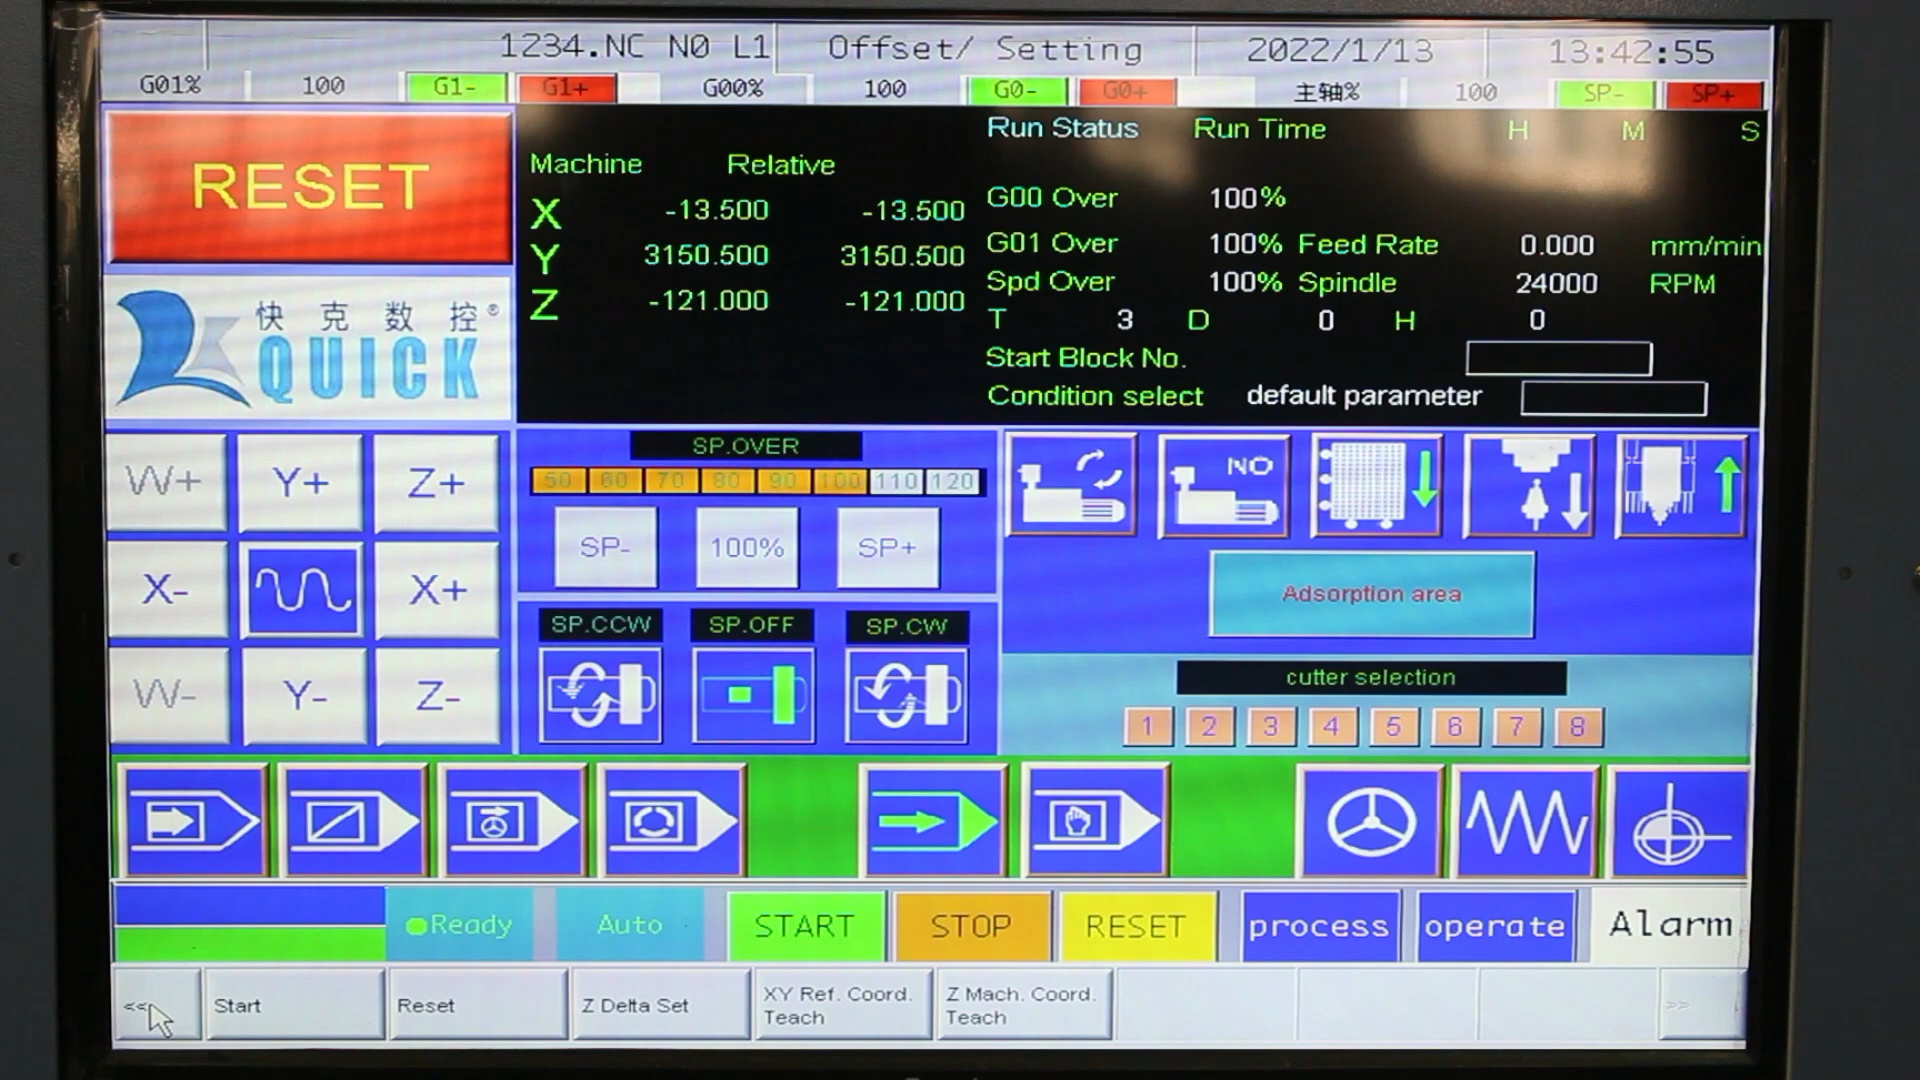 1234.NC N0 L1 Offset/ Setting 2022/1/13 13:42:55
G01% 100 G1- G1+ G00% 100 G0- G0+ 主轴% 100 SP- SP+
RESET
快克数控®
QUICK
Machine Relative
X -13.500 -13.500
Y 3150.500 3150.500
Z -121.000 -121.000
Run Status Run Time H M S
G00 Over 100%
G01 Over 100% Feed Rate 0.000 mm/min
Spd Over 100% Spindle 24000 RPM
T 3 D 0 H 0
Start Block No.
Condition select default parameter
W+ Y+ Z+
X- X+
W- Y- Z-
SP.OVER
50 60 70 80 90 100 110 120
SP- 100% SP+
SP.CCW SP.OFF SP.CW
NO
Adsorption area
cutter selection
1 2 3 4 5 6 7 8
Ready Auto START STOP RESET process operate Alarm
<< Start Reset Z Delta Set XY Ref. Coord. Teach Z Mach. Coord. Teach >>